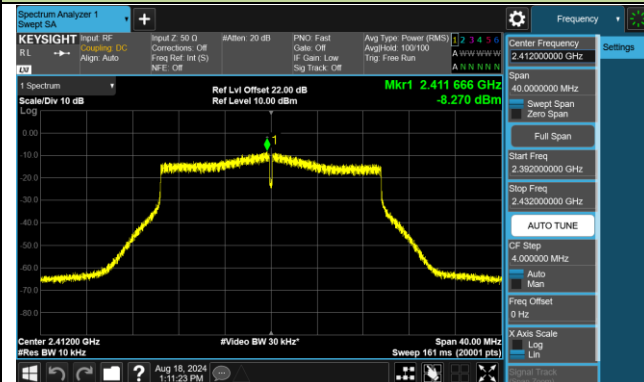 Spectrum Analyzer 1
Swept SA
Frequency
KEYSIGHT
RL
LXI
Input: RF
Coupling: DC
Align: Auto
Input Z: 50 Ω
Corrections: Off
Freq Ref: Int (S)
NFE: Off
#Atten: 20 dB
PNO: Fast
Gate: Off
IF Gain: Low
Sig Track: Off
Avg Type: Power (RMS)
Avg|Hold: 100/100
Trig: Free Run
1 2 3 4 5 6
A W W W W W
A N N N N N
1 Spectrum
Scale/Div 10 dB
Log
Ref Lvl Offset 22.00 dB
Ref Level 10.00 dBm
Mkr1 2.411 666 GHz
-8.270 dBm
1
0.00
-10.0
-20.0
-30.0
-40.0
-50.0
-60.0
-70.0
-80.0
Center 2.41200 GHz
#Res BW 10 kHz
#Video BW 30 kHz*
Span 40.00 MHz
Sweep 161 ms (20001 pts)
Aug 18, 2024
1:11:23 PM
Center Frequency
2.412000000 GHz
Settings
Span
40.0000000 MHz
Swept Span
Zero Span
Full Span
Start Freq
2.392000000 GHz
Stop Freq
2.432000000 GHz
AUTO TUNE
CF Step
4.000000 MHz
Auto
Man
Freq Offset
0 Hz
X Axis Scale
Log
Lin
Signal Track